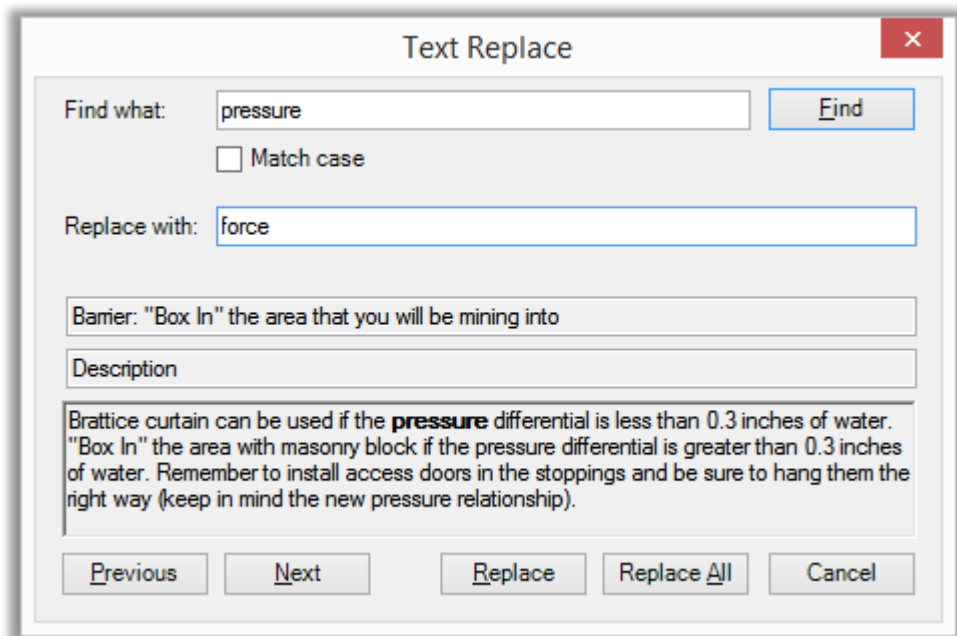 Text Replace
Find what: pressure Find
Match case
Replace with: force
Barrier: "Box In" the area that you will be mining into
Description
Brattice curtain can be used if the pressure differential is less than 0.3 inches of water.
"Box In" the area with masonry block if the pressure differential is greater than 0.3 inches
of water. Remember to install access doors in the stoppings and be sure to hang them the
right way (keep in mind the new pressure relationship).
Previous Next Replace Replace All Cancel